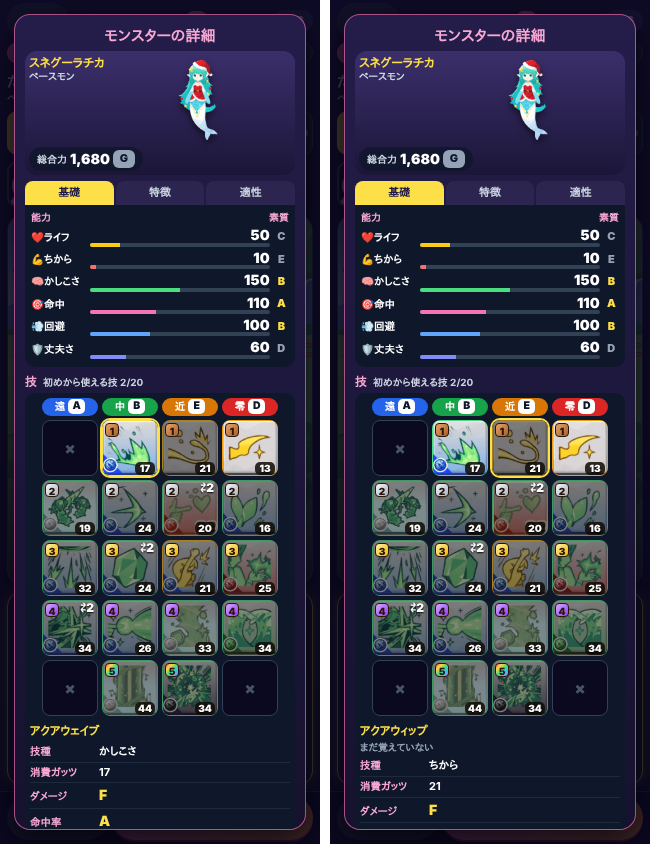 モンスターの詳細
スネグーラチカ
ベースモン
総合力 1,680 G
基礎 特徴 適性
能力 素質
ライフ 50 C
ちから 10 E
かしこさ 150 B
命中 110 A
回避 100 B
丈夫さ 60 D
技 初めから使える技 2/20
遠 A 中 B 近 E 零 D
× 1 17 1 21 1 13
2 19 2 24 2 ⇄2 20 2 16
3 32 3 ⇄2 24 3 21 3 25
4 ⇄2 34 4 26 4 33 4 34
× 5 44 5 34 ×
アクアウェイブ
技種 かしこさ
消費ガッツ 17
ダメージ F
命中率 A
モンスターの詳細
スネグーラチカ
ベースモン
総合力 1,680 G
基礎 特徴 適性
能力 素質
ライフ 50 C
ちから 10 E
かしこさ 150 B
命中 110 A
回避 100 B
丈夫さ 60 D
技 初めから使える技 2/20
遠 A 中 B 近 E 零 D
× 1 17 1 21 1 13
2 19 2 24 2 ⇄2 20 2 16
3 32 3 ⇄2 24 3 21 3 25
4 ⇄2 34 4 26 4 33 4 34
× 5 44 5 34 ×
アクアウィップ
まだ覚えていない
技種 ちから
消費ガッツ 21
ダメージ F